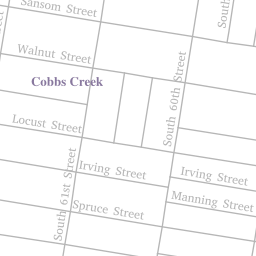 Sansom Street
South
Walnut Street
Cobbs Creek
South 60th Street
Locust Street
Irving Street
Irving Street
South 61st Street
Manning Street
Spruce Street